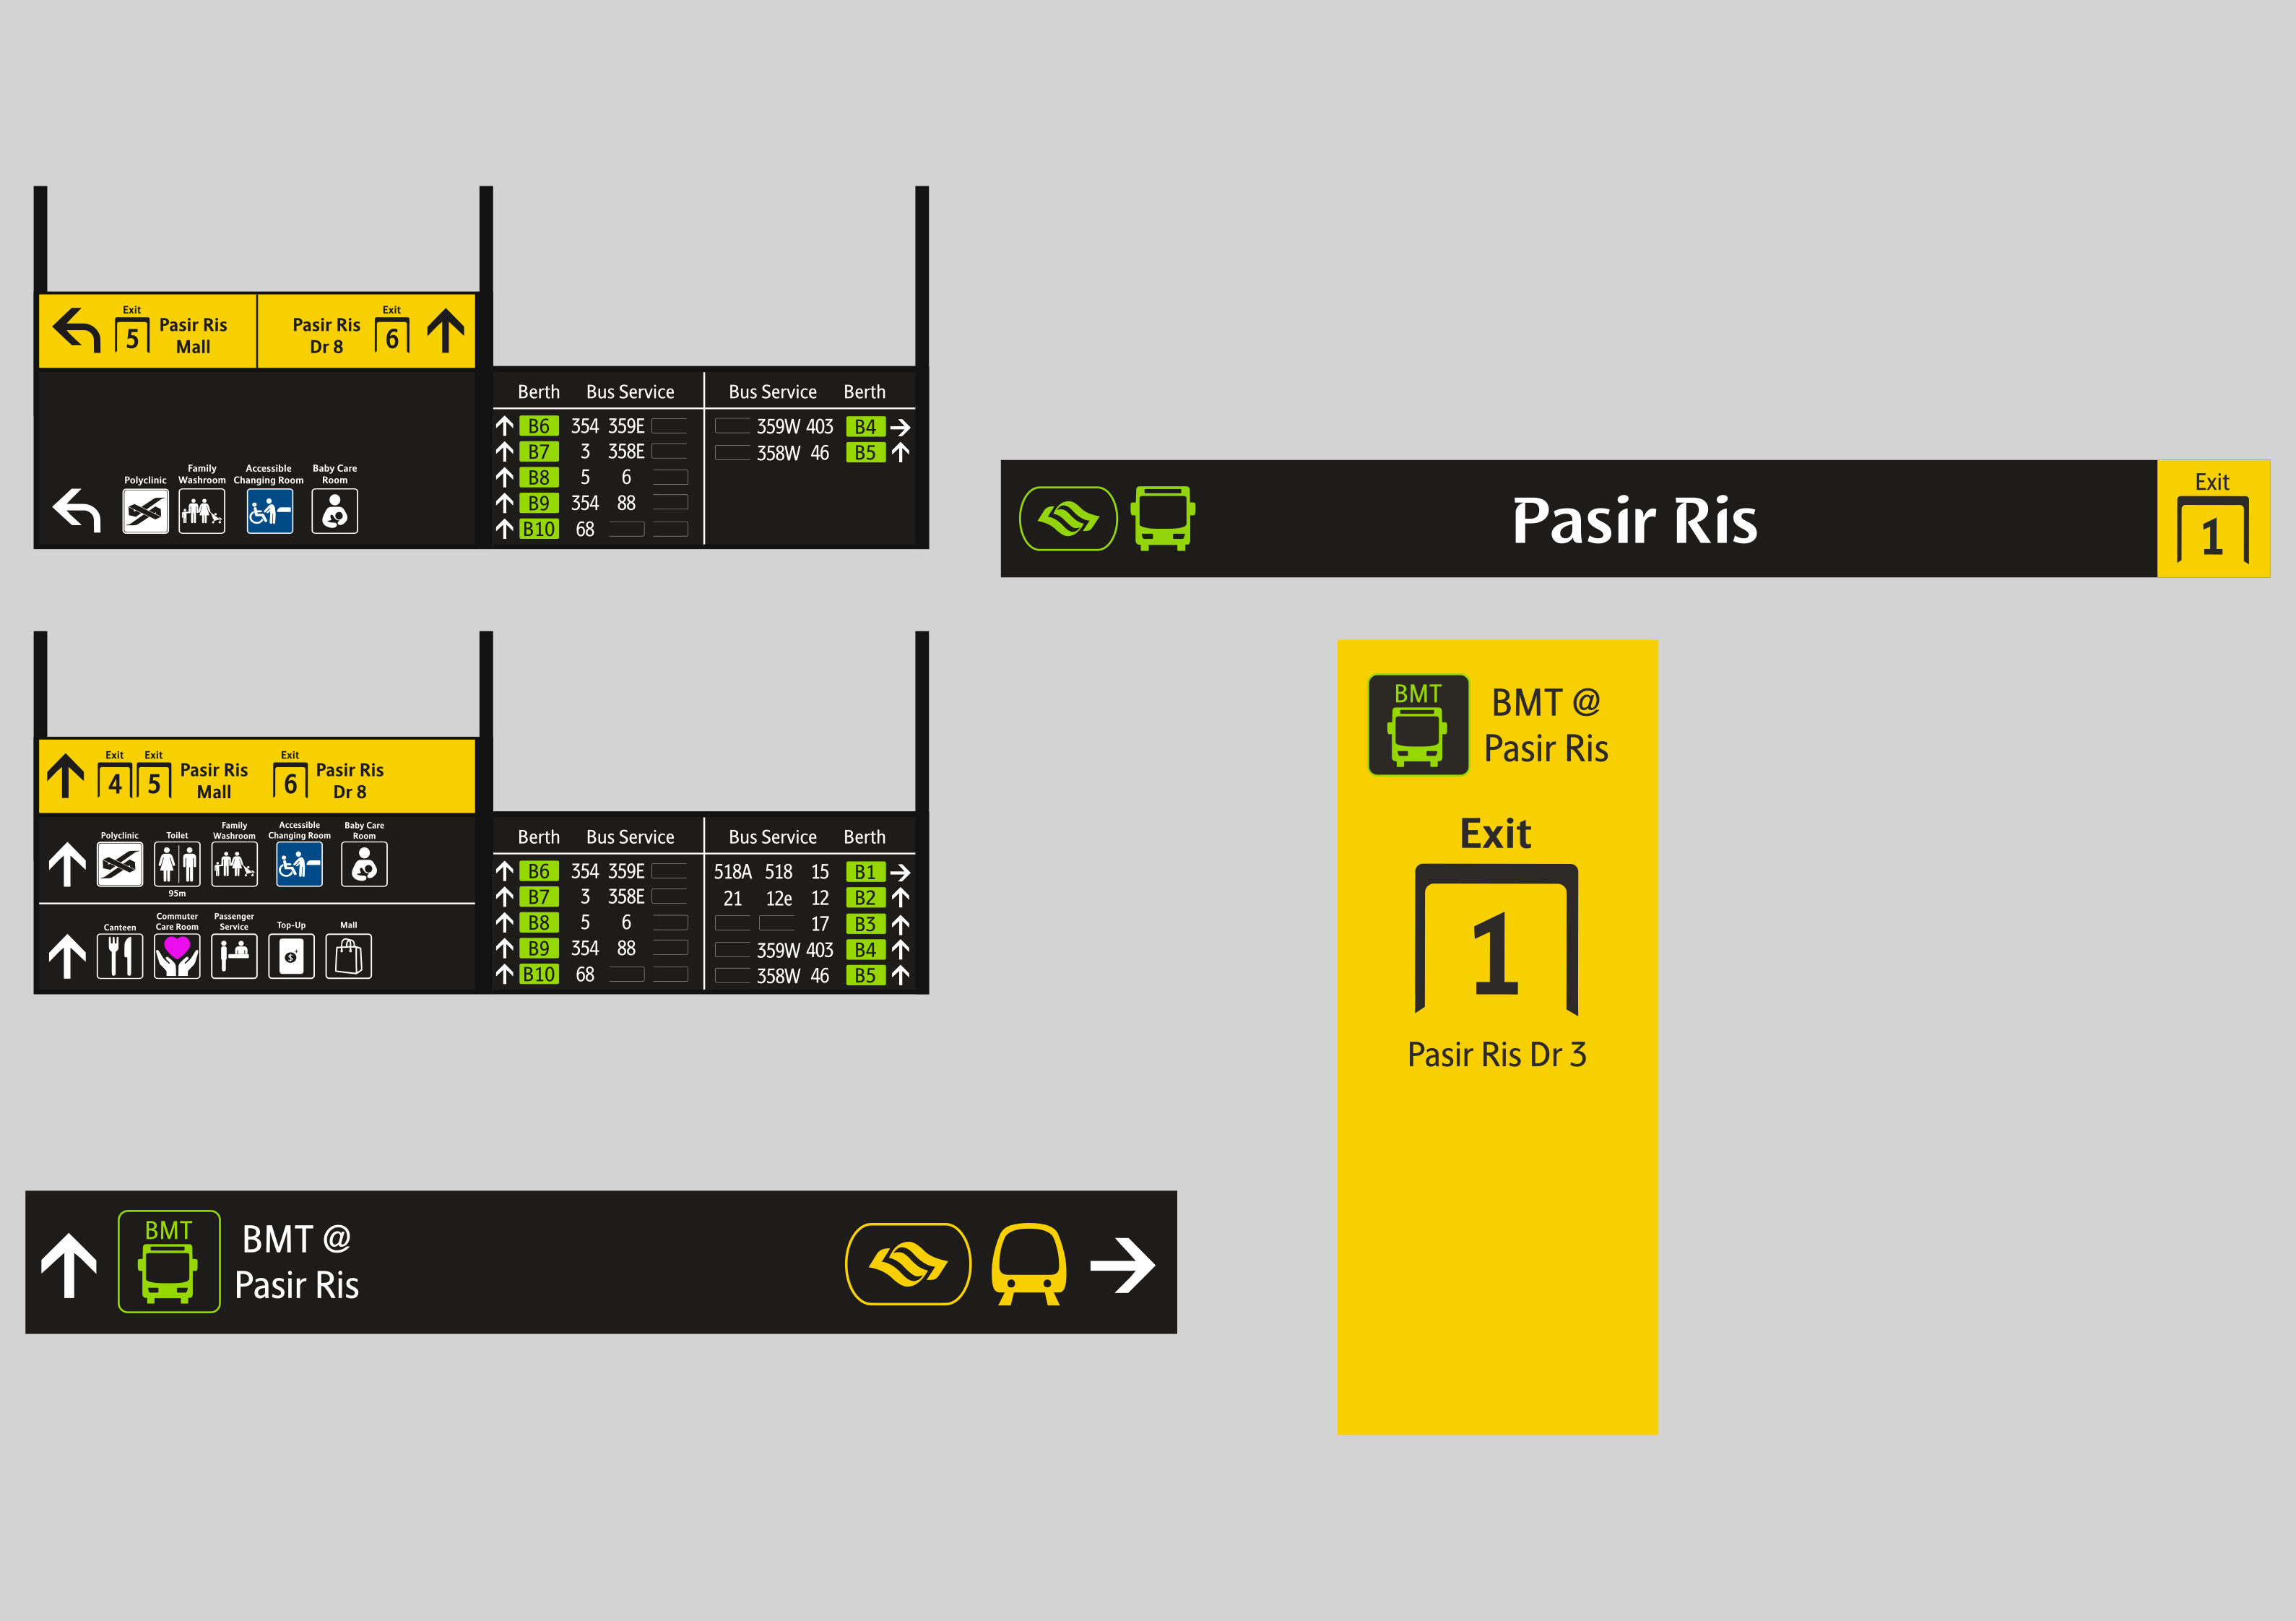 Exit
5
Pasir Ris
Mall
Pasir Ris
Dr 8
Exit
6
Polyclinic
Family
Washroom
Accessible
Changing Room
Baby Care
Room
Berth Bus Service
B6 354 359E
B7 3 358E
B8 5 6
B9 354 88
B10 68
Bus Service Berth
359W 403 B4
358W 46 B5
Pasir Ris
Exit
1
Exit Exit
4 5
Pasir Ris
Mall
Exit
6
Pasir Ris
Dr 8
Polyclinic
Toilet
95m
Family
Washroom
Accessible
Changing Room
Baby Care
Room
Canteen
Commuter
Care Room
Passenger
Service
Top-Up
$+
Mall
Berth Bus Service
B6 354 359E
B7 3 358E
B8 5 6
B9 354 88
B10 68
Bus Service Berth
518A 518 15 B1
21 12e 12 B2
17 B3
359W 403 B4
358W 46 B5
BMT
BMT @
Pasir Ris
Exit
1
Pasir Ris Dr 3
BMT
BMT @
Pasir Ris